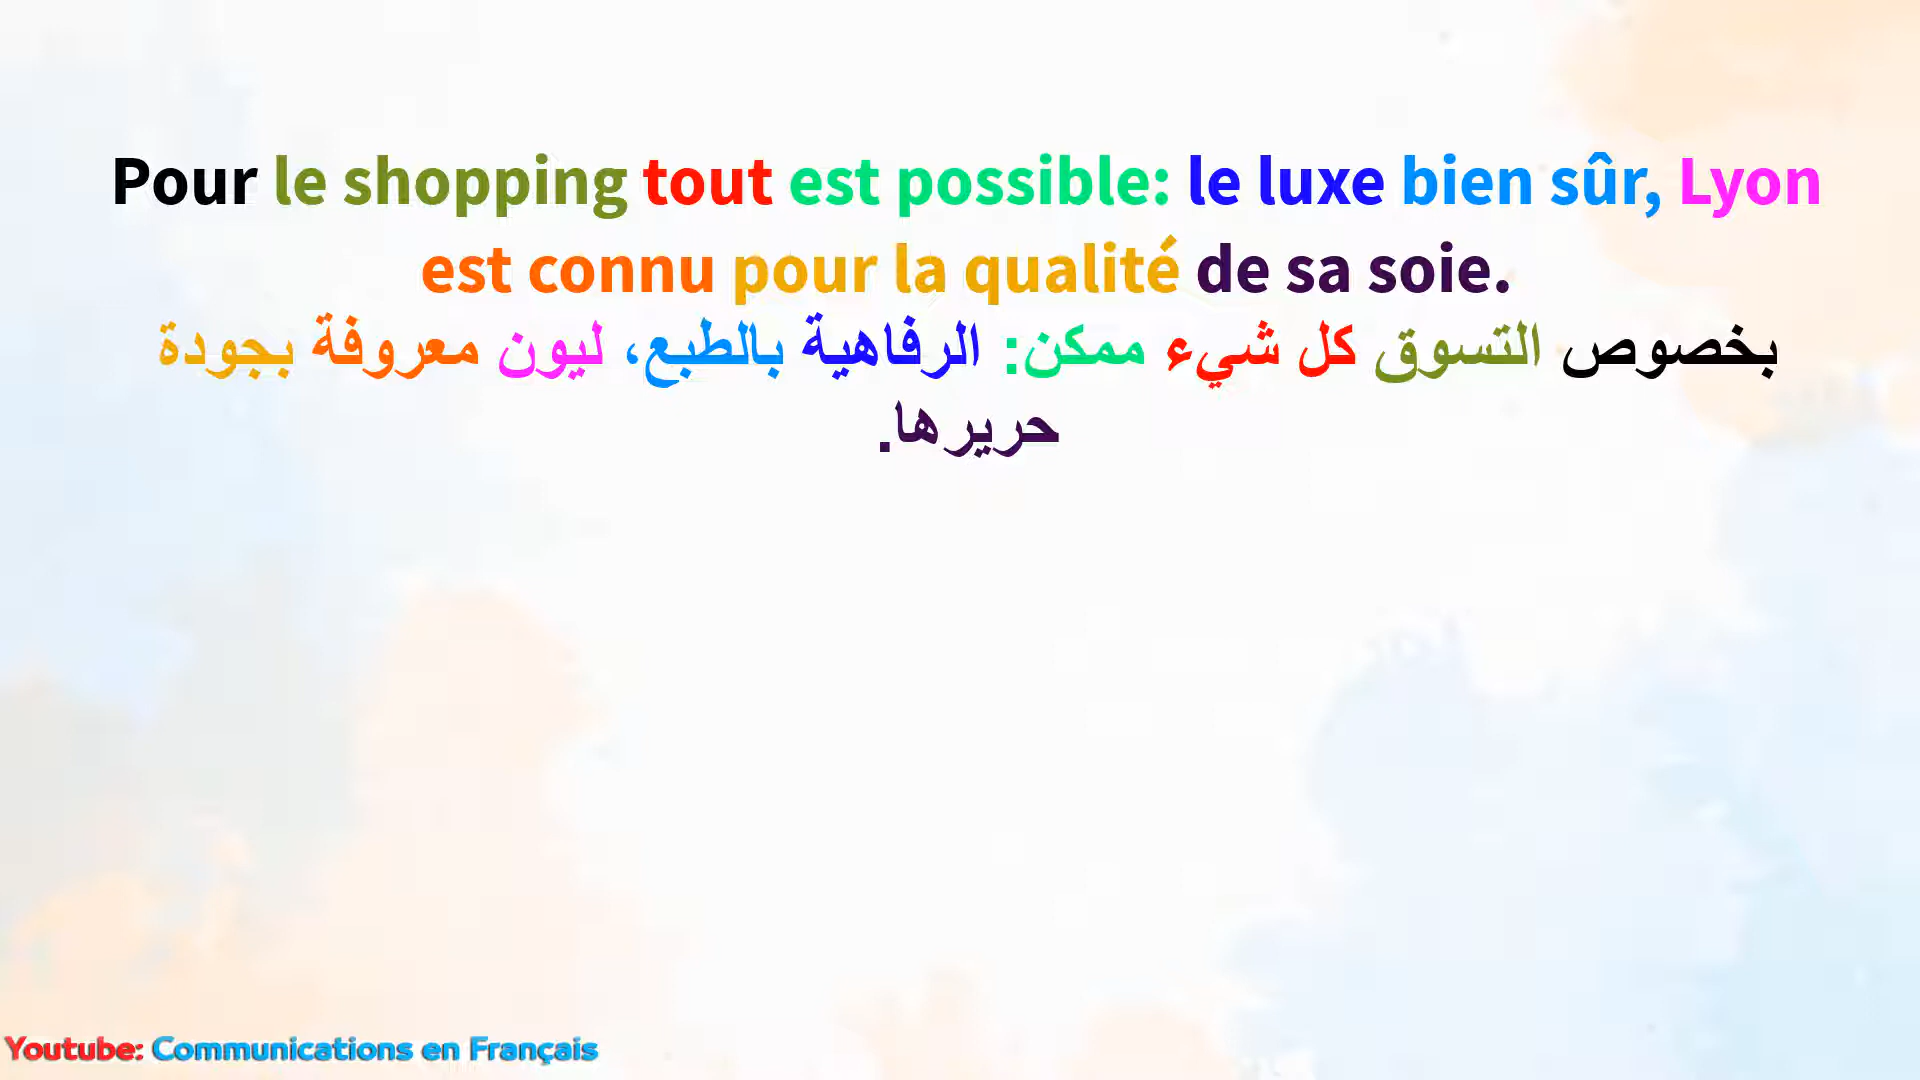 Pour le shopping tout est possible: le luxe bien sûr, Lyon
est connu pour la qualité de sa soie.
بخصوص التسوق كل شيء ممكن: الرفاهية بالطبع، ليون معروفة بجودة
حريرها.
Youtube: Communications en Français